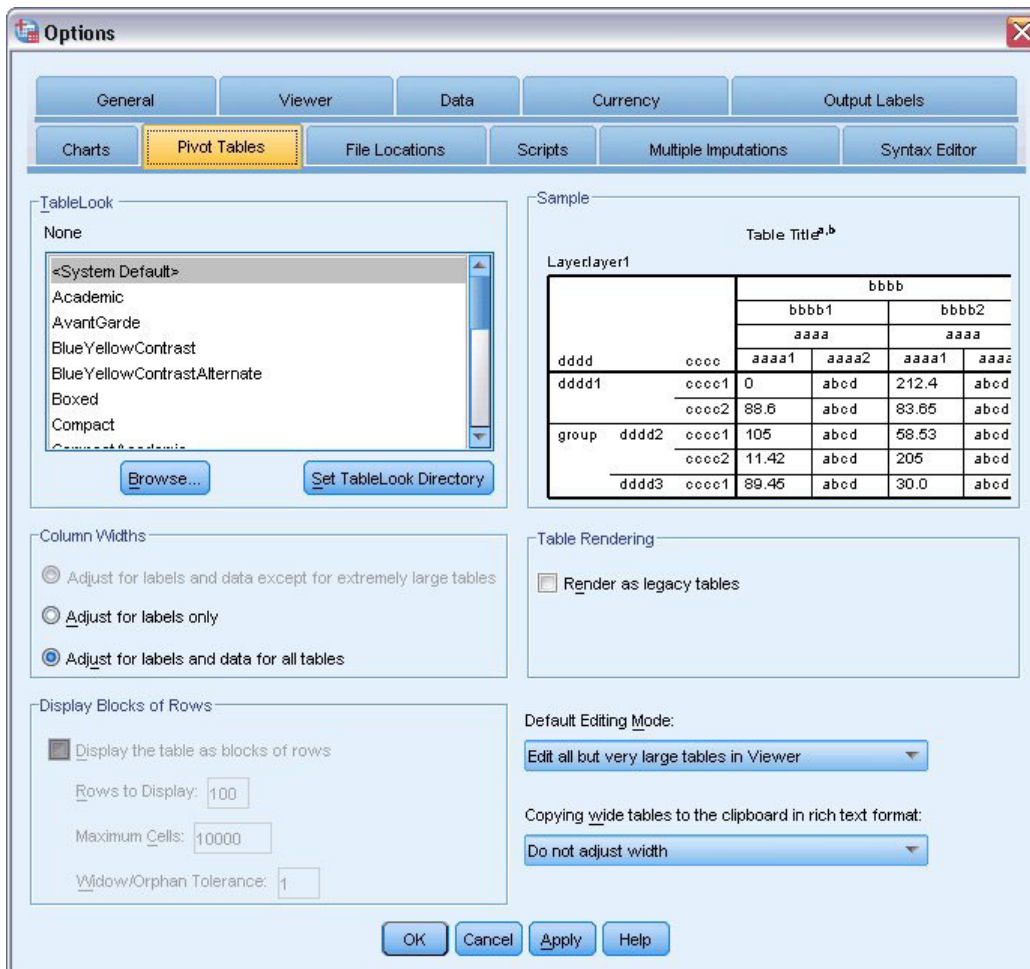 Options
General Viewer Data Currency Output Labels
Charts Pivot Tables File Locations Scripts Multiple Imputations Syntax Editor
TableLook
None
<System Default>
Academic
AvantGarde
BlueYellowContrast
BlueYellowContrastAlternate
Boxed
Compact
CompactAcademic
Browse...
Set TableLook Directory
Sample
Table Titlea,b
Layer:layer1
bbbb
bbbb1 bbbb2
aaaa aaaa
dddd cccc aaaa1 aaaa2 aaaa1 aaaa
dddd1 cccc1 0 abcd 212.4 abcd
cccc2 88.6 abcd 83.65 abcd
group dddd2 cccc1 105 abcd 58.53 abcd
cccc2 11.42 abcd 205 abcd
dddd3 cccc1 89.45 abcd 30.0 abcd
Column Widths
Adjust for labels and data except for extremely large tables
Adjust for labels only
Adjust for labels and data for all tables
Table Rendering
Render as legacy tables
Display Blocks of Rows
Display the table as blocks of rows
Rows to Display: 100
Maximum Cells: 10000
Widow/Orphan Tolerance: 1
Default Editing Mode:
Edit all but very large tables in Viewer
Copying wide tables to the clipboard in rich text format:
Do not adjust width
OK Cancel Apply Help